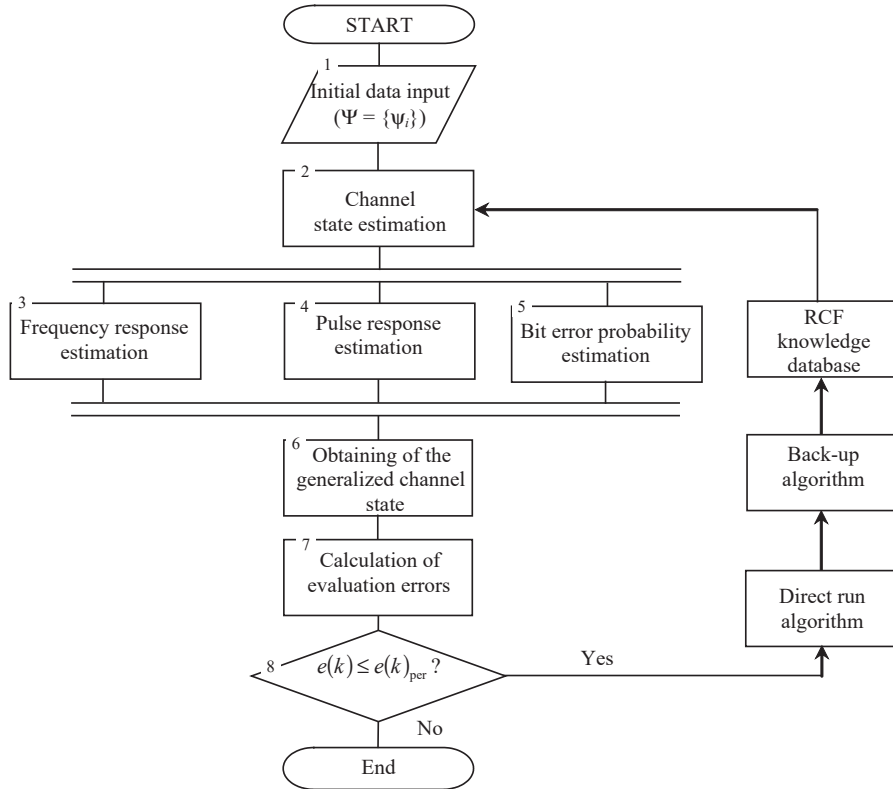 START
1
Initial data input
(Ψ = {ψᵢ})
2
Channel
state estimation
3
Frequency response
estimation
4
Pulse response
estimation
5
Bit error probability
estimation
RCF
knowledge
database
6
Obtaining of the
generalized channel
state
Back-up
algorithm
7
Calculation of
evaluation errors
Direct run
algorithm
8
e(k) ≤ e(k)per ?
Yes
No
End